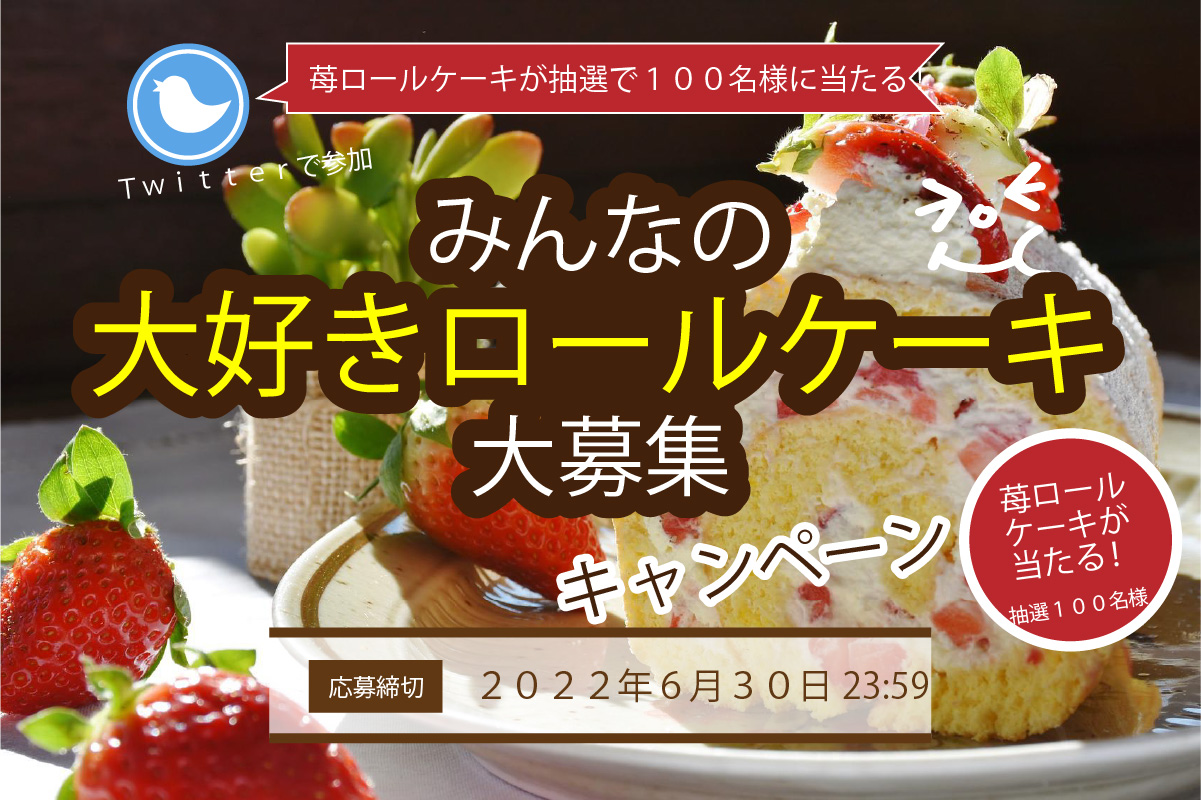 苺ロールケーキが抽選で１００名様に当たる
Ｔｗｉｔｔｅｒで参加
みんなの
大好きロールケーキ
大募集
キャンペーン
苺ロール
ケーキが
当たる！
抽選１００名様
応募締切 ２０２２年６月３０日 23:59